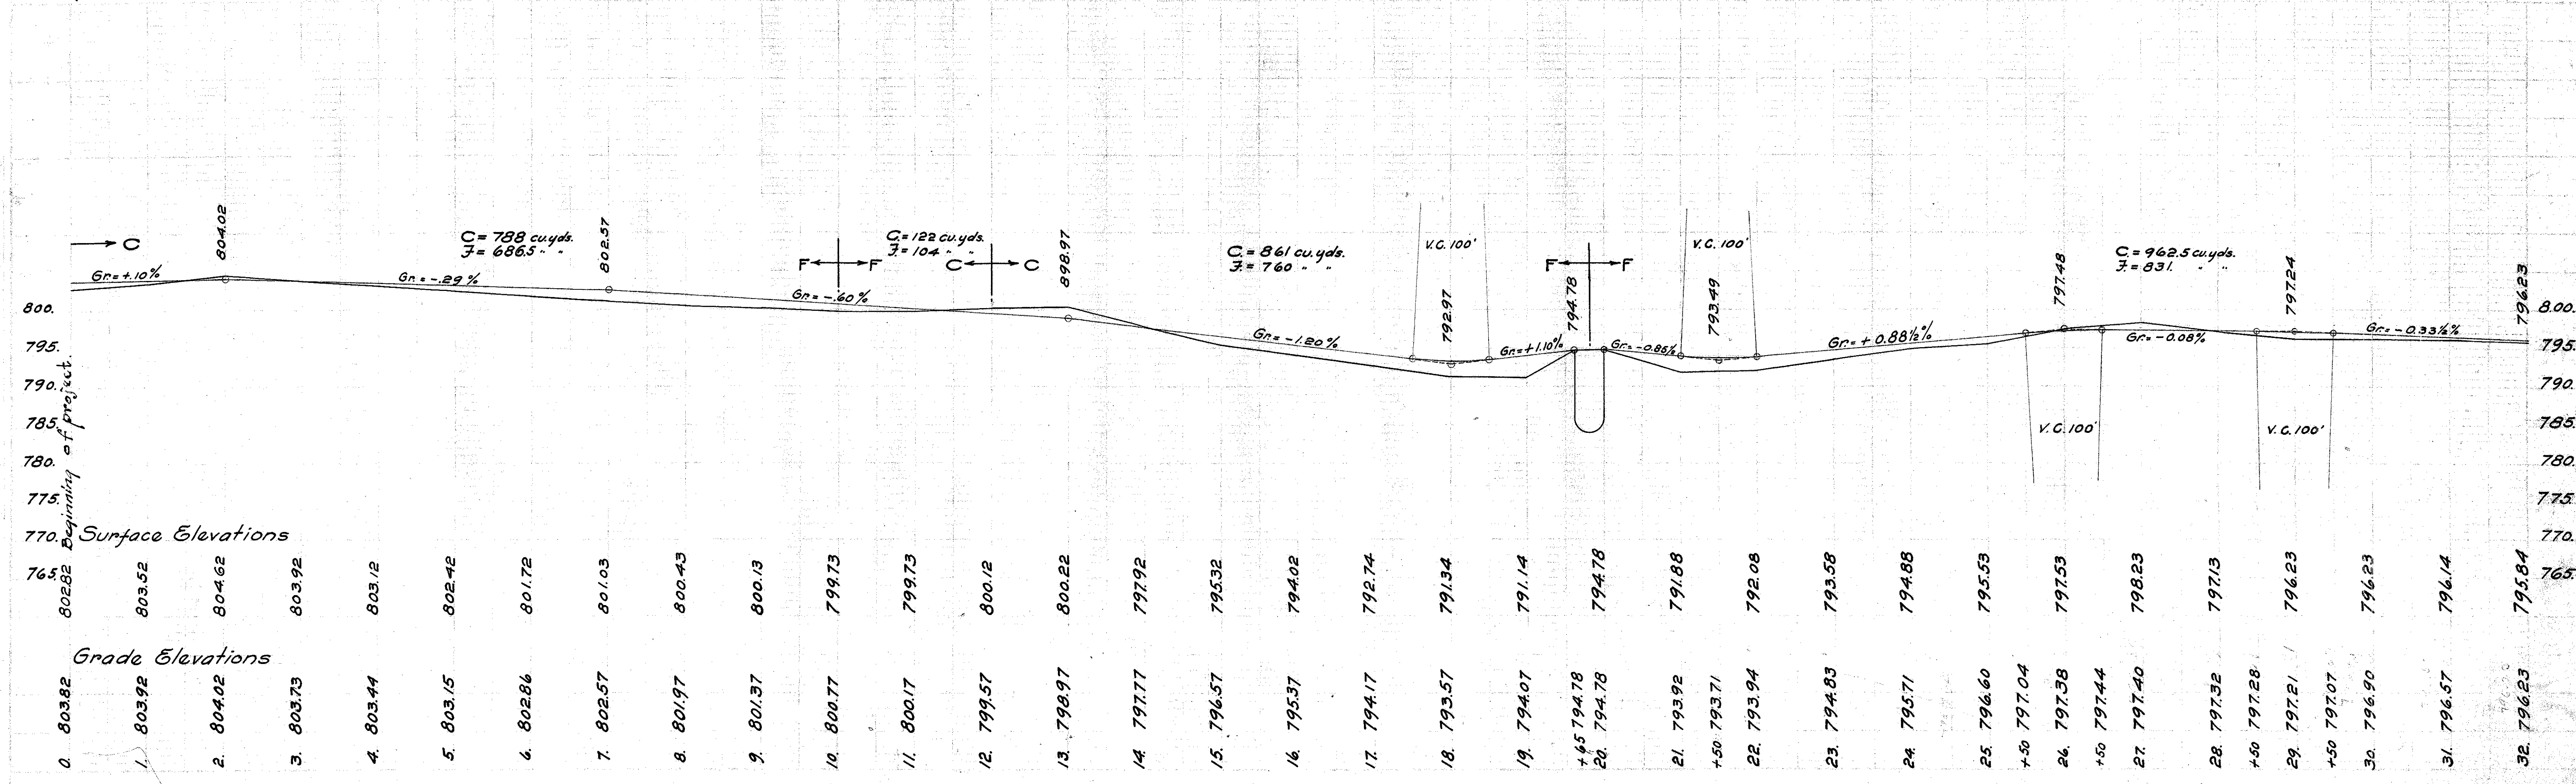 804.02
802.57
898.97
→ C
C = 788 cu.yds.
F = 686.5 " "
F ↔ F
C. = 122 cu.yds.
F = 104 " "
C ↔ C
C. = 861 cu.yds.
F. = 760 " "
V.C. 100'
792.97
F ↔ F
794.78
V.C. 100'
793.49
797.48
C = 962.5 cu.yds.
F = 831. " "
797.24
796.23
Gr. = +.10%
Gr. = -.29%
Gr. = -.60%
Gr. = -1.20%
Gr. = +1.10%
Gr. = -0.86%
Gr. = +0.88½%
Gr. = -0.08%
Gr. = -0.33½%
V.C. 100'
V.C. 100'
800.
795.
790.
785.
780.
775.
770.
765.
800.
795.
790.
785.
780.
775.
770.
765.
Beginning of project.
Surface Elevations
802.82 803.52 804.62 803.92 803.12 802.42 801.72 801.03 800.43 800.13 799.73 799.73 800.12 800.22 797.92 795.32 794.02 792.74 791.34 791.14 794.78 791.88 792.08 793.58 794.88 795.53 797.53 798.23 797.13 796.23 796.23 796.14 795.84
Grade Elevations
803.82 803.92 804.02 803.73 803.44 803.15 802.86 802.57 801.97 801.37 800.77 800.17 799.57 798.97 797.77 796.57 795.37 794.17 793.57 794.07 794.78 794.78 793.92 793.71 793.94 794.83 795.71 796.60 797.04 797.38 797.44 797.40 797.32 797.28 797.21 797.07 796.90 796.57 796.23
0. 1. 2. 3. 4. 5. 6. 7. 8. 9. 10. 11. 12. 13. 14. 15. 16. 17. 18. 19. +65 20. 21. +50 22. 23. 24. 25. +50 26. +50 27. 28. +50 29. +50 30. 31. 32.